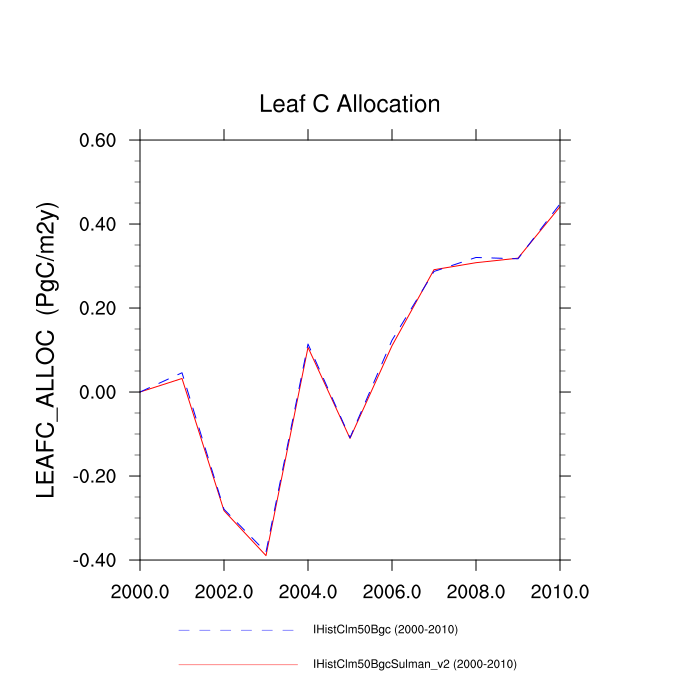 Leaf C Allocation
LEAFC_ALLOC (PgC/m2y)
0.60
0.40
0.20
0.00
-0.20
-0.40
2000.0 2002.0 2004.0 2006.0 2008.0 2010.0
IHistClm50Bgc (2000-2010)
IHistClm50BgcSulman_v2 (2000-2010)